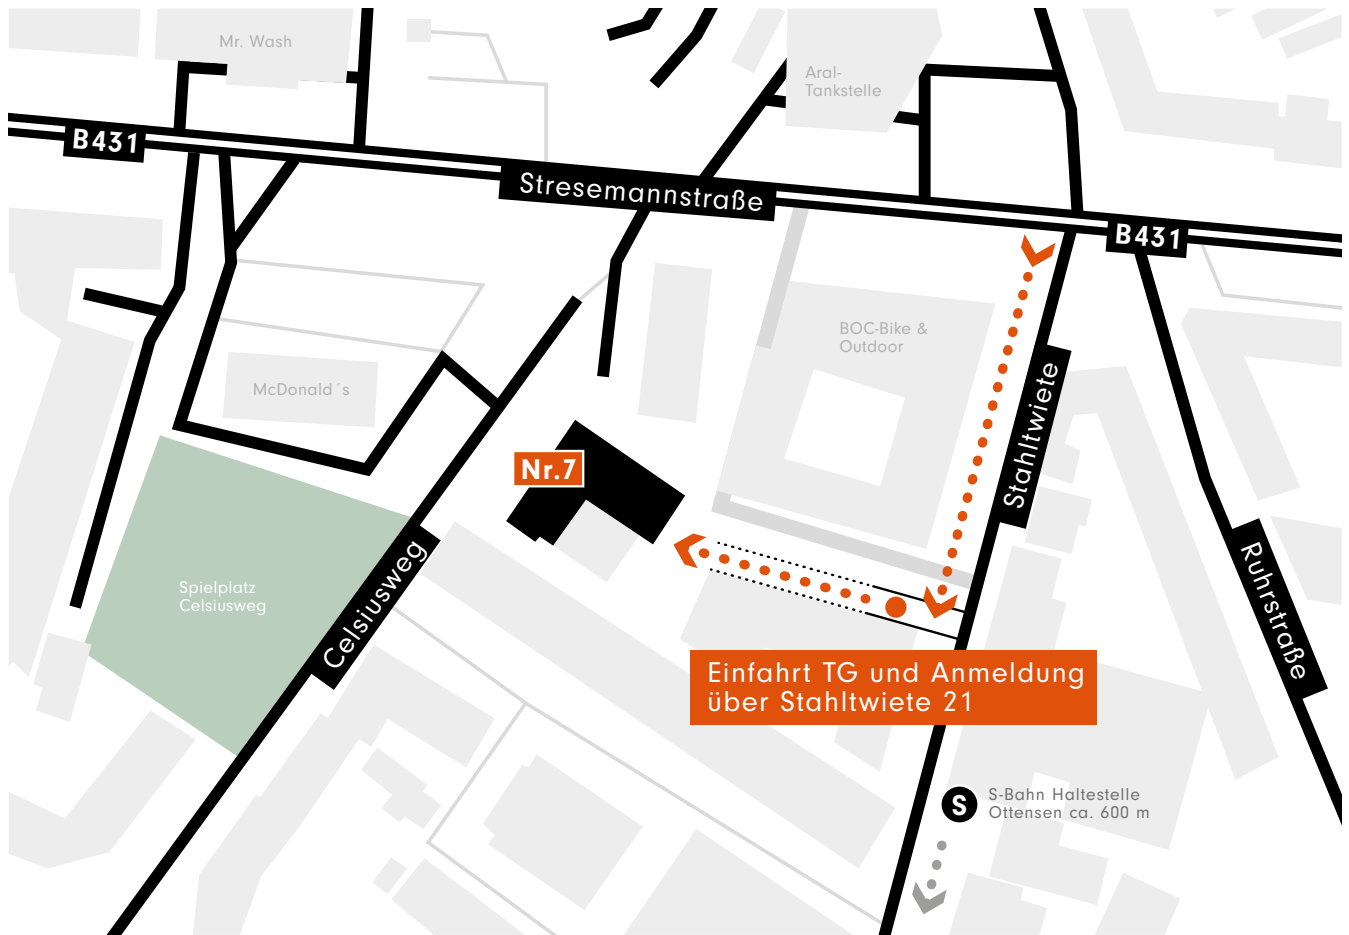 Mr. Wash
Aral-
Tankstelle
B431
Stresemannstraße
B431
BOC-Bike &
Outdoor
McDonald´s
Stahltwiete
Nr.7
Spielplatz
Celsiusweg
Celsiusweg
Ruhrstraße
Einfahrt TG und Anmeldung
über Stahltwiete 21
S
S-Bahn Haltestelle
Ottensen ca. 600 m